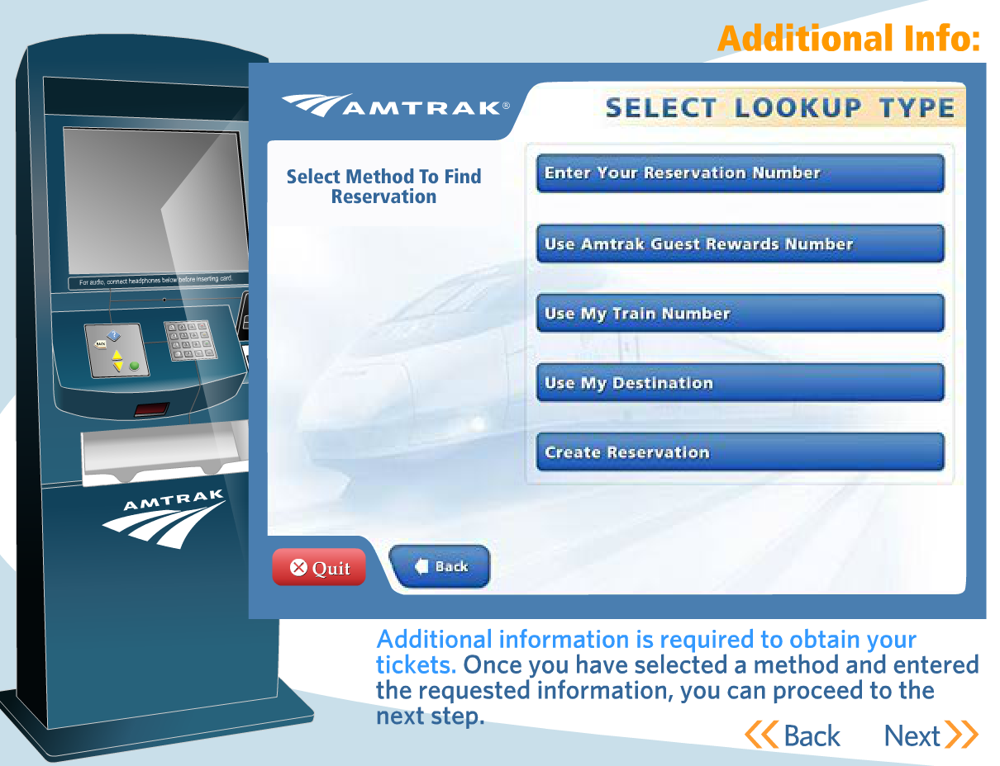 Additional Info:
AMTRAK®
SELECT LOOKUP TYPE
Select Method To Find
Reservation
Enter Your Reservation Number
Use Amtrak Guest Rewards Number
Use My Train Number
Use My Destination
Create Reservation
Quit
Back
For audio, connect headphones below before inserting card.
?
BACK
AMTRAK
Additional information is required to obtain your
tickets. Once you have selected a method and entered
the requested information, you can proceed to the
next step.
Back
Next